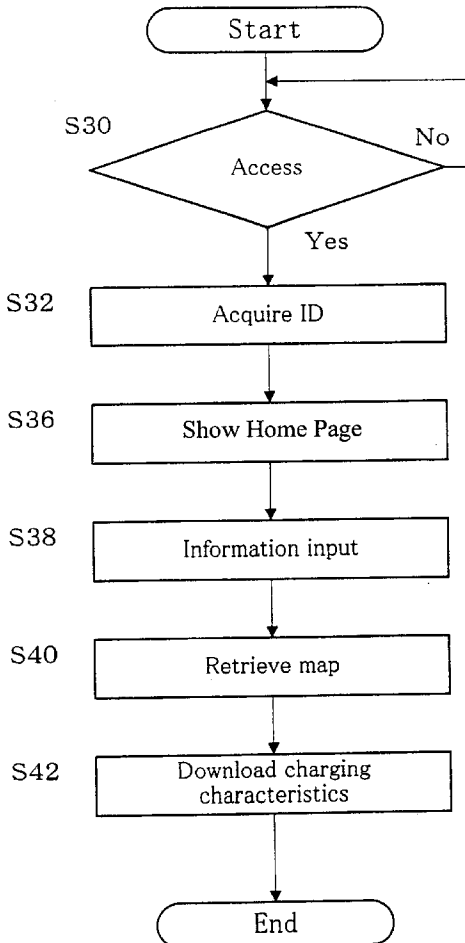 Start
S30
No
Access
Yes
S32
Acquire ID
S36
Show Home Page
S38
Information input
S40
Retrieve map
S42
Download charging
characteristics
End